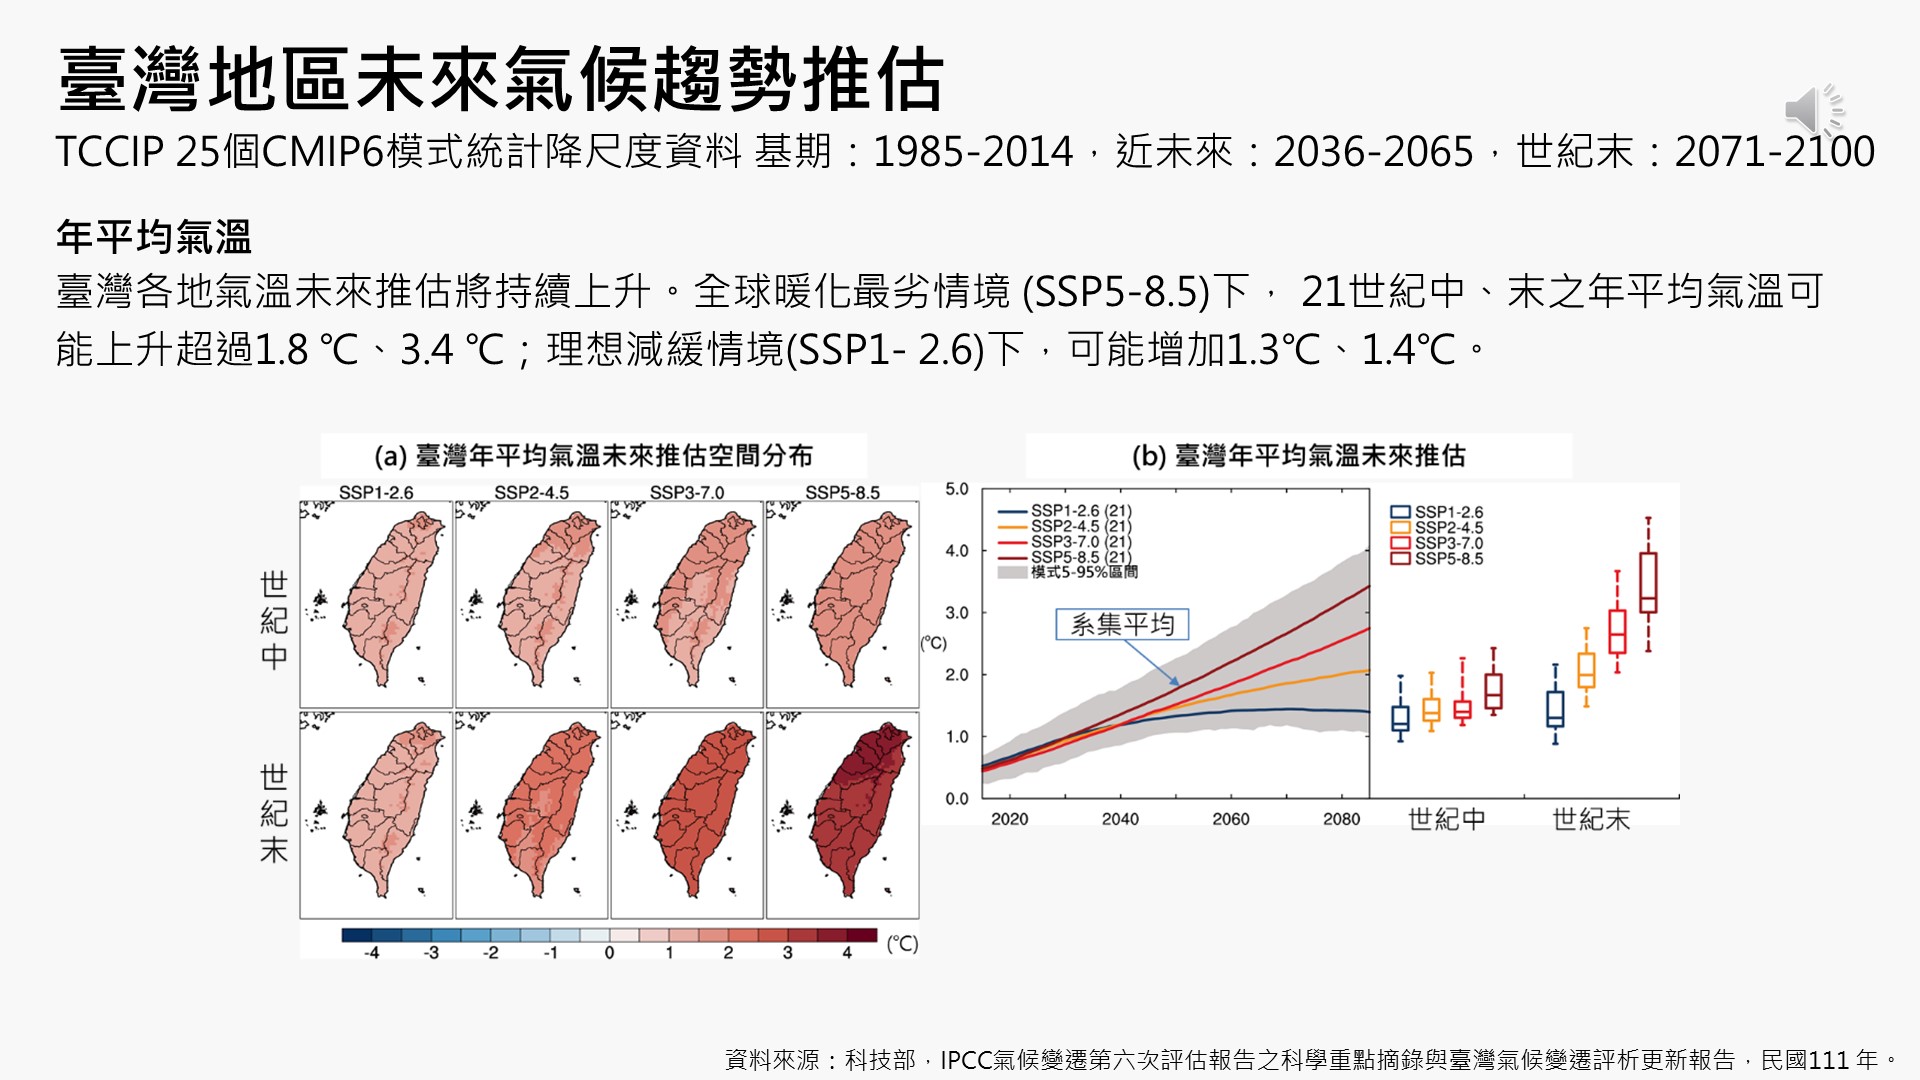 臺灣地區未來氣候趨勢推估
TCCIP 25個CMIP6模式統計降尺度資料 基期：1985-2014，近未來：2036-2065，世紀末：2071-2100
年平均氣溫
臺灣各地氣溫未來推估將持續上升。全球暖化最劣情境 (SSP5-8.5)下， 21世紀中、末之年平均氣溫可
能上升超過1.8 ℃、3.4 ℃；理想減緩情境(SSP1- 2.6)下，可能增加1.3℃、1.4℃。
(a) 臺灣年平均氣溫未來推估空間分布
SSP1-2.6 SSP2-4.5 SSP3-7.0 SSP5-8.5
世紀中
世紀末
-4 -3 -2 -1 0 1 2 3 4 (℃)
(b) 臺灣年平均氣溫未來推估
5.0
4.0
3.0
(℃)
2.0
1.0
0.0
SSP1-2.6 (21)
SSP2-4.5 (21)
SSP3-7.0 (21)
SSP5-8.5 (21)
模式5-95%區間
系集平均
2020 2040 2060 2080
SSP1-2.6
SSP2-4.5
SSP3-7.0
SSP5-8.5
世紀中 世紀末
資料來源：科技部，IPCC氣候變遷第六次評估報告之科學重點摘錄與臺灣氣候變遷評析更新報告，民國111 年。